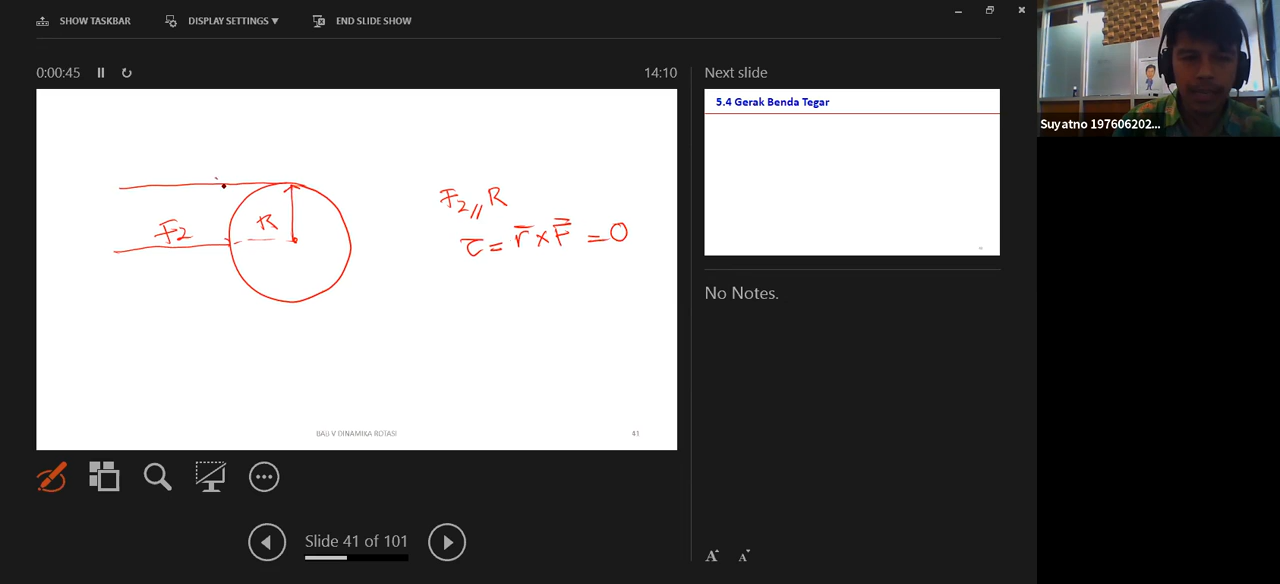 SHOW TASKBAR
DISPLAY SETTINGS ▼
END SLIDE SHOW
0:00:45
14:10
F2
R
F2 // R
τ = r̄ × F̄ = 0
BAB V DINAMIKA ROTASI
41
Slide 41 of 101
Next slide
5.4 Gerak Benda Tegar
No Notes.
A A
Suyatno 197606202...